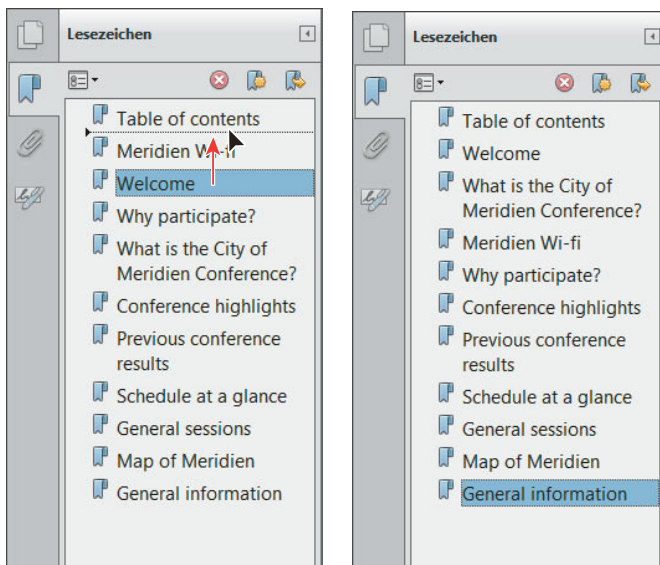 Lesezeichen
Table of contents
Meridien Wi-fi
Welcome
Why participate?
What is the City of
Meridien Conference?
Conference highlights
Previous conference
results
Schedule at a glance
General sessions
Map of Meridien
General information
Lesezeichen
Table of contents
Welcome
What is the City of
Meridien Conference?
Meridien Wi-fi
Why participate?
Conference highlights
Previous conference
results
Schedule at a glance
General sessions
Map of Meridien
General information